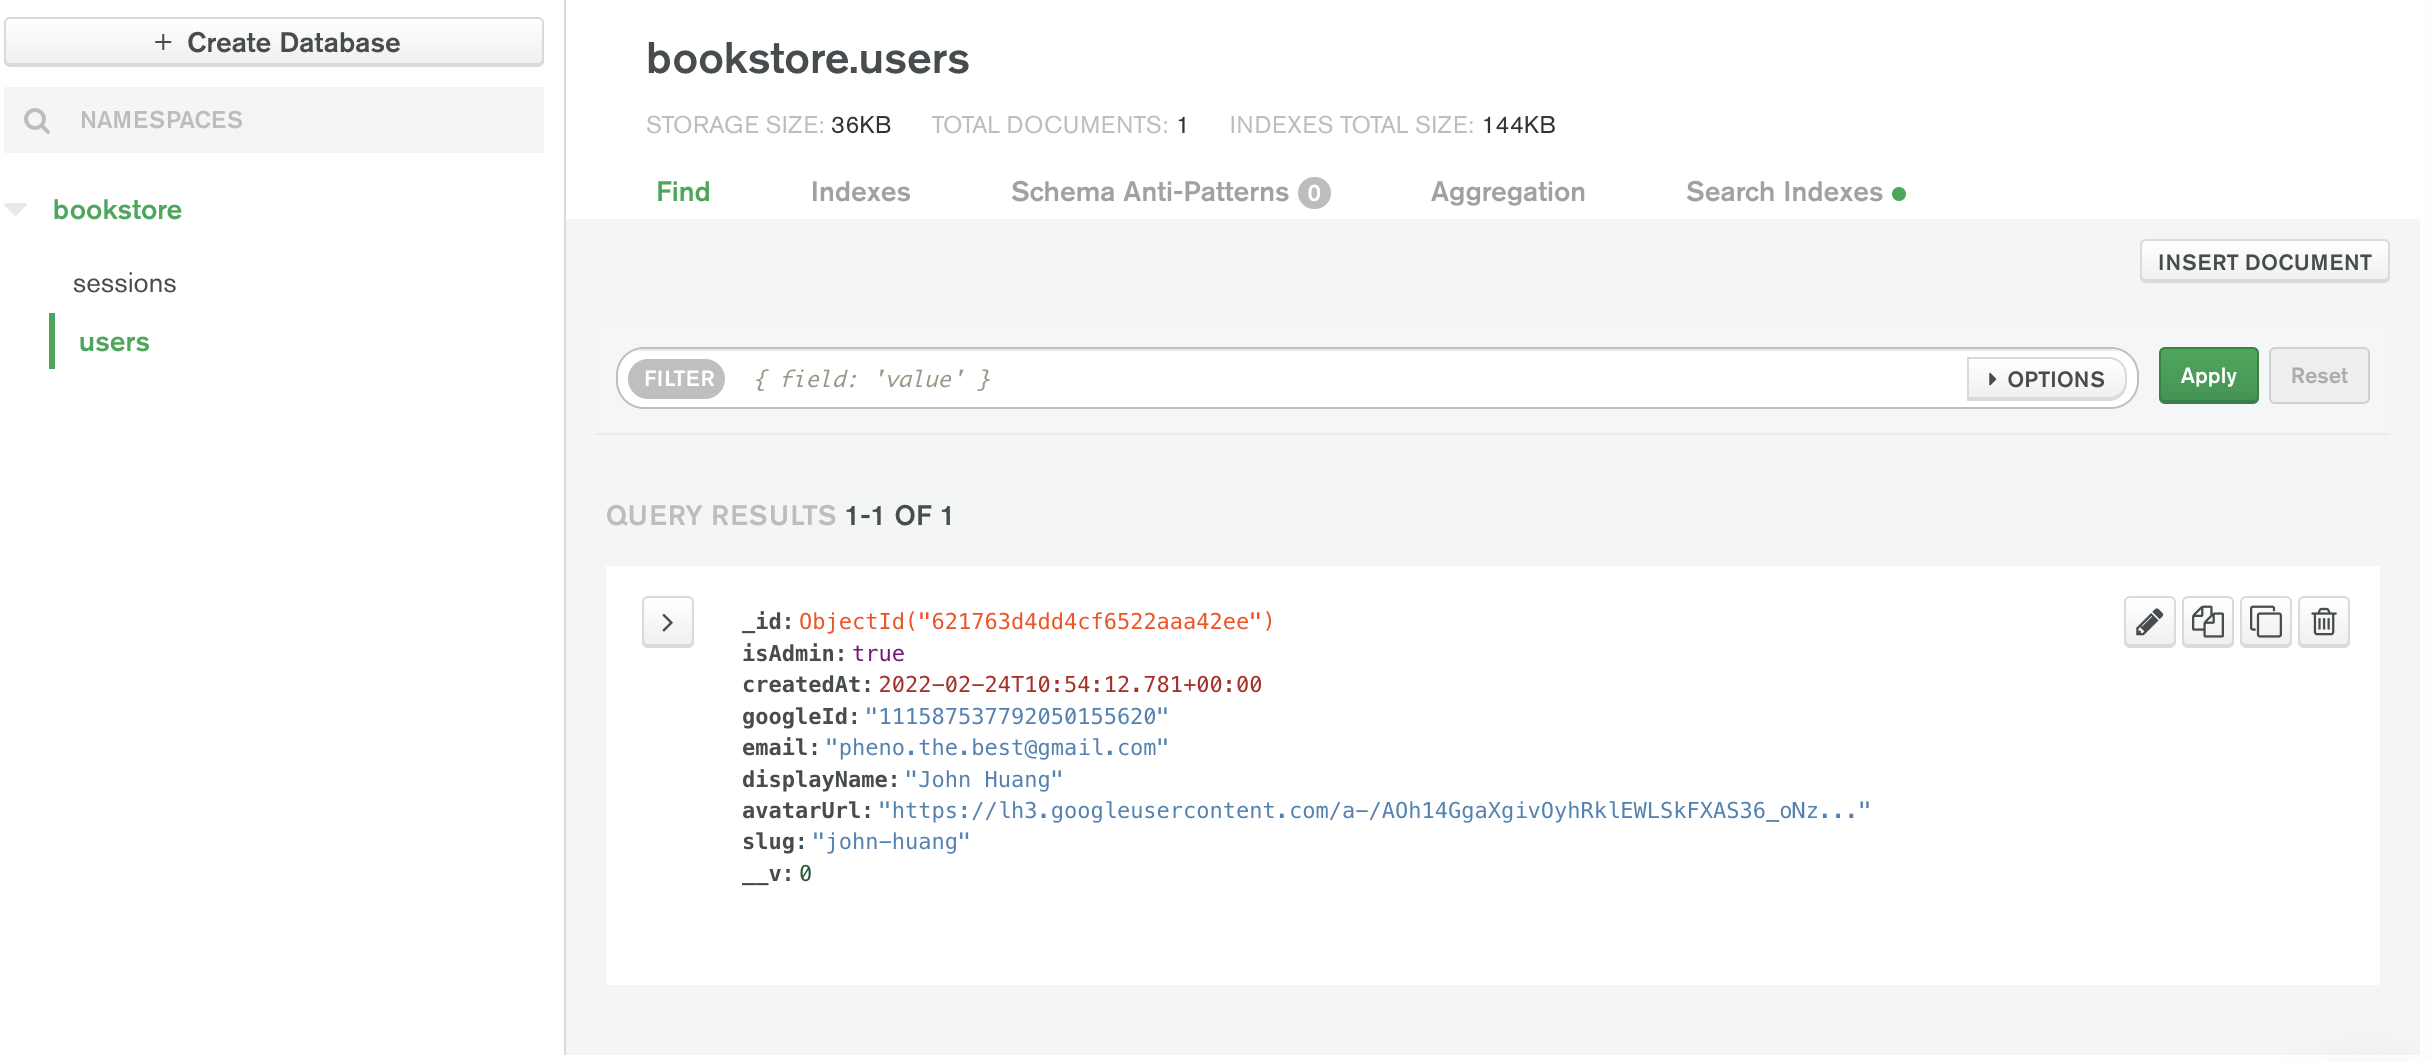 + Create Database
NAMESPACES
bookstore
sessions
users
bookstore.users
STORAGE SIZE: 36KB TOTAL DOCUMENTS: 1 INDEXES TOTAL SIZE: 144KB
Find Indexes Schema Anti-Patterns 0 Aggregation Search Indexes
INSERT DOCUMENT
FILTER { field: 'value' } OPTIONS Apply Reset
QUERY RESULTS 1-1 OF 1
_id: ObjectId("621763d4dd4cf6522aaa42ee")
isAdmin: true
createdAt: 2022-02-24T10:54:12.781+00:00
googleId: "111587537792050155620"
email: "pheno.the.best@gmail.com"
displayName: "John Huang"
avatarUrl: "https://lh3.googleusercontent.com/a-/AOh14GgaXgivOyhRklEWLSkFXAS36_oNz..."
slug: "john-huang"
__v: 0